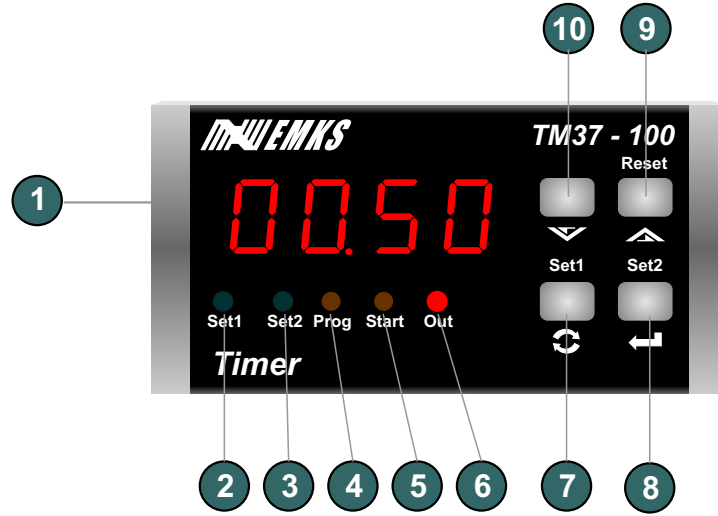 10 9
EMKS TM37 - 100
Reset
1
00.50
Set1 Set2
Set1 Set2 Prog Start Out
Timer
2 3 4 5 6 7 8